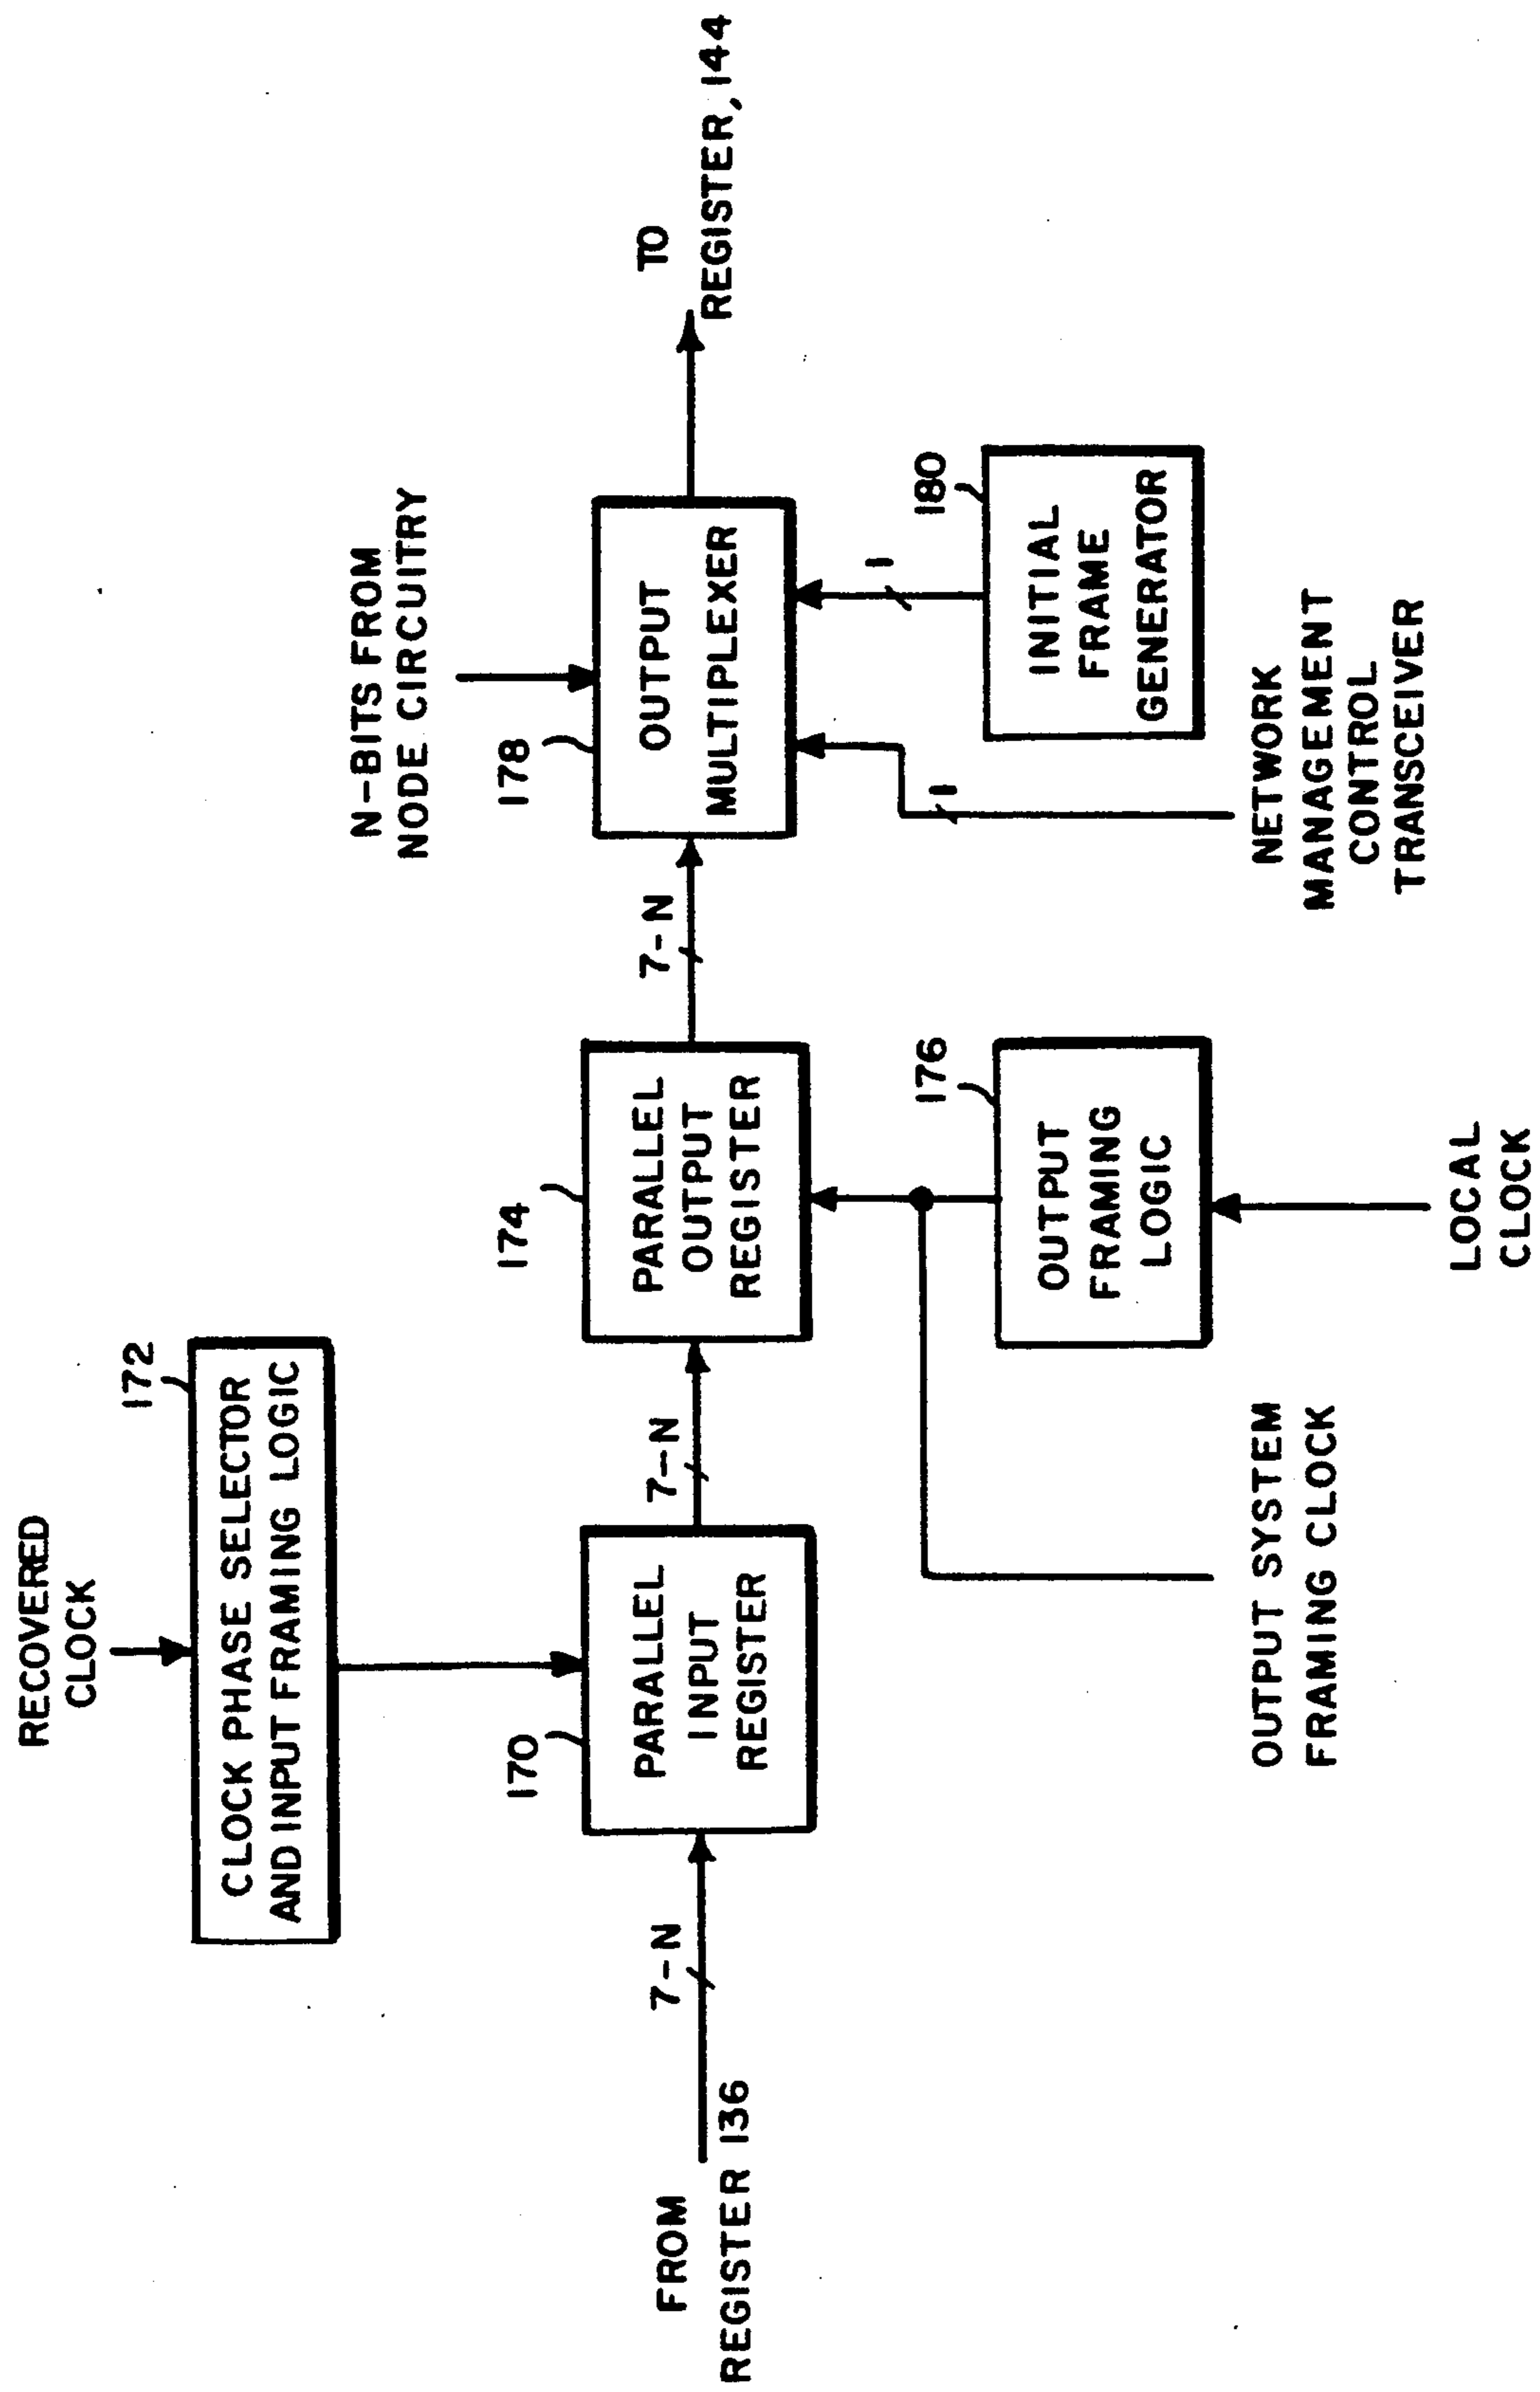 RECOVERED
CLOCK
172
CLOCK PHASE SELECTOR
AND INPUT FRAMING LOGIC
N-BITS FROM
NODE CIRCUITRY
FROM
REGISTER 136
7-N
170
PARALLEL
INPUT
REGISTER
7-N
174
PARALLEL
OUTPUT
REGISTER
7-N
178
OUTPUT
MULTIPLEXER
TO
REGISTER, 144
1
1
176
OUTPUT
FRAMING
LOGIC
180
INITIAL
FRAME
GENERATOR
OUTPUT SYSTEM
FRAMING CLOCK
LOCAL
CLOCK
NETWORK
MANAGEMENT
CONTROL
TRANSCEIVER